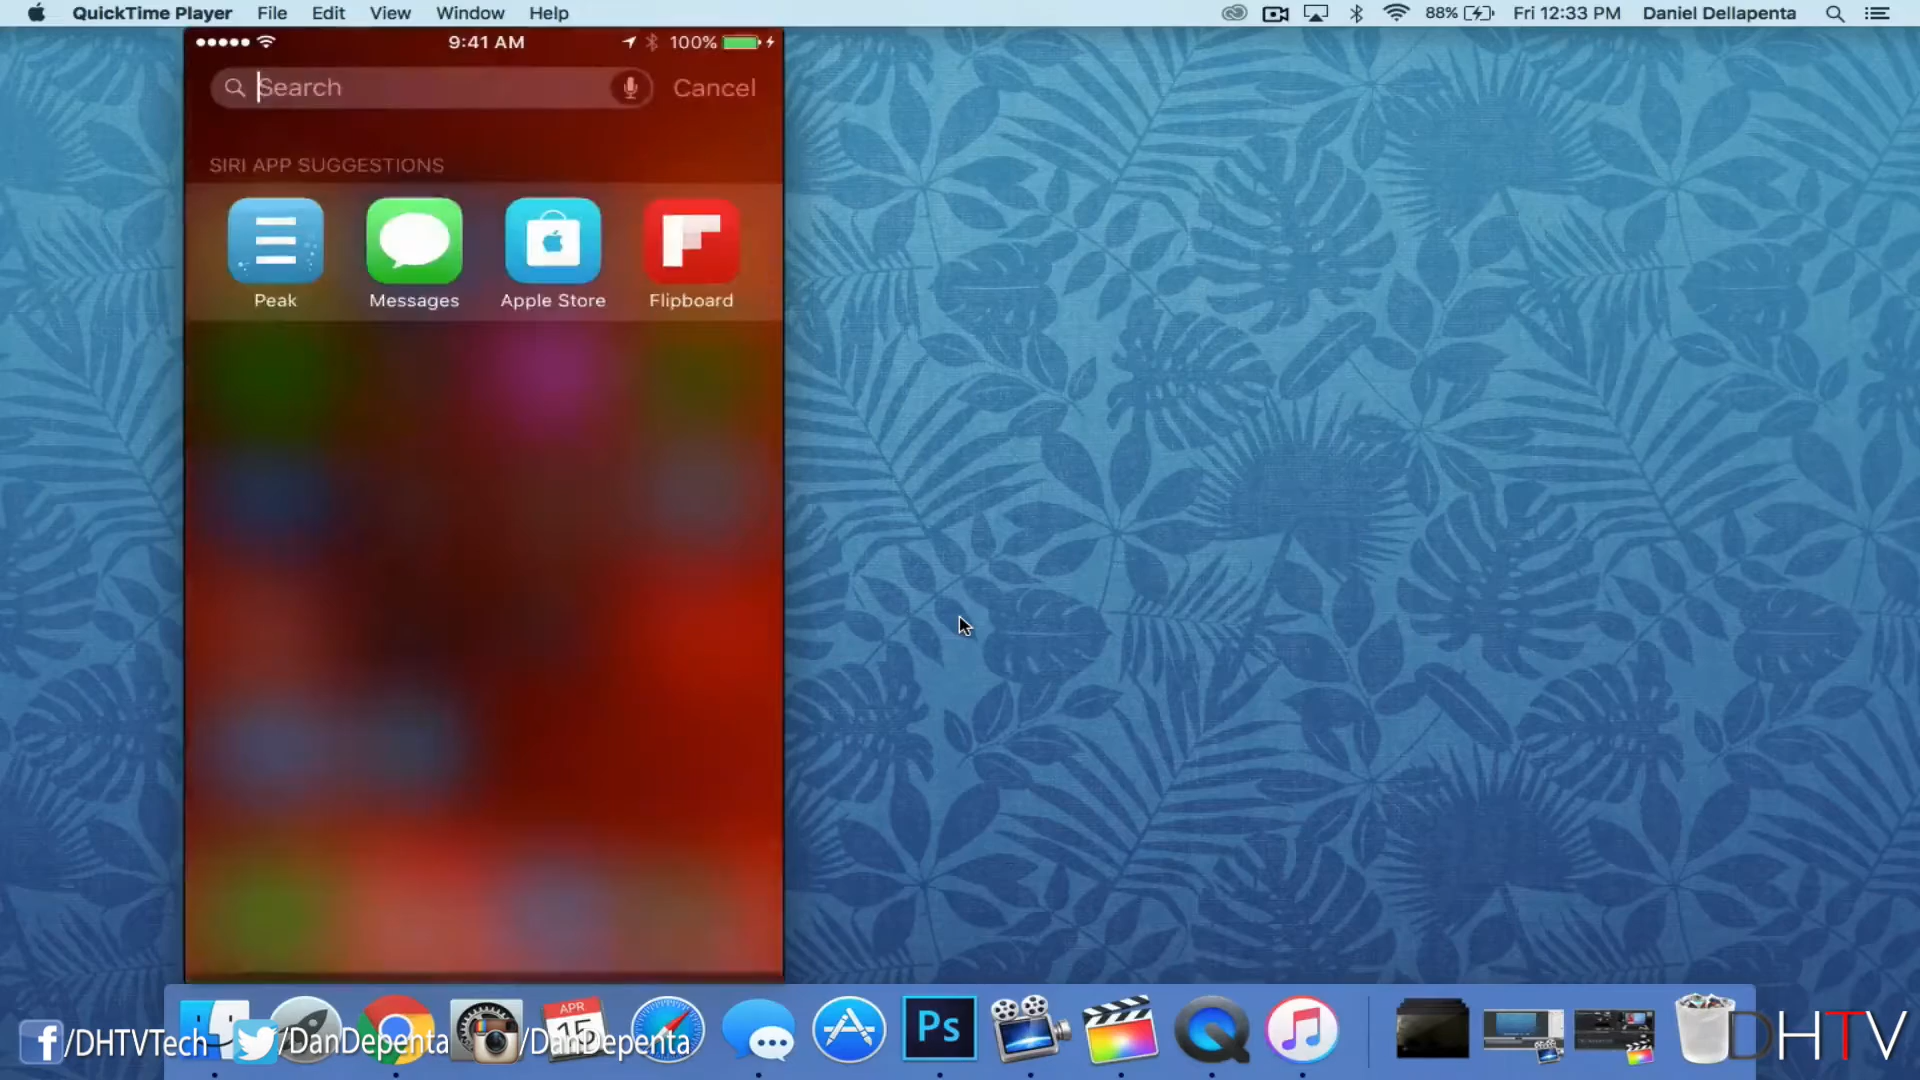 QuickTime Player File Edit View Window Help 88% Fri 12:33 PM Daniel Dellapenta
9:41 AM 100%
Search Cancel
SIRI APP SUGGESTIONS
Peak Messages Apple Store Flipboard
APR
15
Ps
/DHTVTech /DanDepenta /DanDepenta DHTV